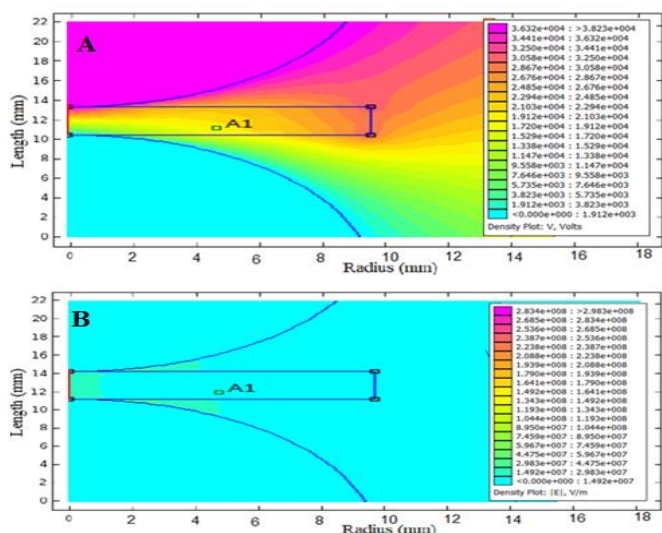 A
22
20
18
16
14
12
10
8
6
4
2
0
Length (mm)
A1
0 2 4 6 8 10 12 14 16 18
Radius (mm)
3.632e+004 : >3.823e+004
3.441e+004 : 3.632e+004
3.250e+004 : 3.441e+004
3.058e+004 : 3.250e+004
2.867e+004 : 3.058e+004
2.676e+004 : 2.867e+004
2.485e+004 : 2.676e+004
2.294e+004 : 2.485e+004
2.103e+004 : 2.294e+004
1.912e+004 : 2.103e+004
1.720e+004 : 1.912e+004
1.529e+004 : 1.720e+004
1.338e+004 : 1.529e+004
1.147e+004 : 1.338e+004
9.558e+003 : 1.147e+004
7.646e+003 : 9.558e+003
5.735e+003 : 7.646e+003
3.823e+003 : 5.735e+003
1.912e+003 : 3.823e+003
<0.000e+000 : 1.912e+003
Density Plot: V, Volts
B
22
20
18
16
14
12
10
8
6
4
2
0
Length (mm)
A1
0 2 4 6 8 10 12 14 16 18
Radius (mm)
2.834e+008 : >2.983e+008
2.685e+008 : 2.834e+008
2.536e+008 : 2.685e+008
2.387e+008 : 2.536e+008
2.238e+008 : 2.387e+008
2.088e+008 : 2.238e+008
1.939e+008 : 2.088e+008
1.790e+008 : 1.939e+008
1.641e+008 : 1.790e+008
1.492e+008 : 1.641e+008
1.343e+008 : 1.492e+008
1.193e+008 : 1.343e+008
1.044e+008 : 1.193e+008
8.950e+007 : 1.044e+008
7.459e+007 : 8.950e+007
5.967e+007 : 7.459e+007
4.475e+007 : 5.967e+007
2.983e+007 : 4.475e+007
1.492e+007 : 2.983e+007
<0.000e+000 : 1.492e+007
Density Plot: |E|, V/m